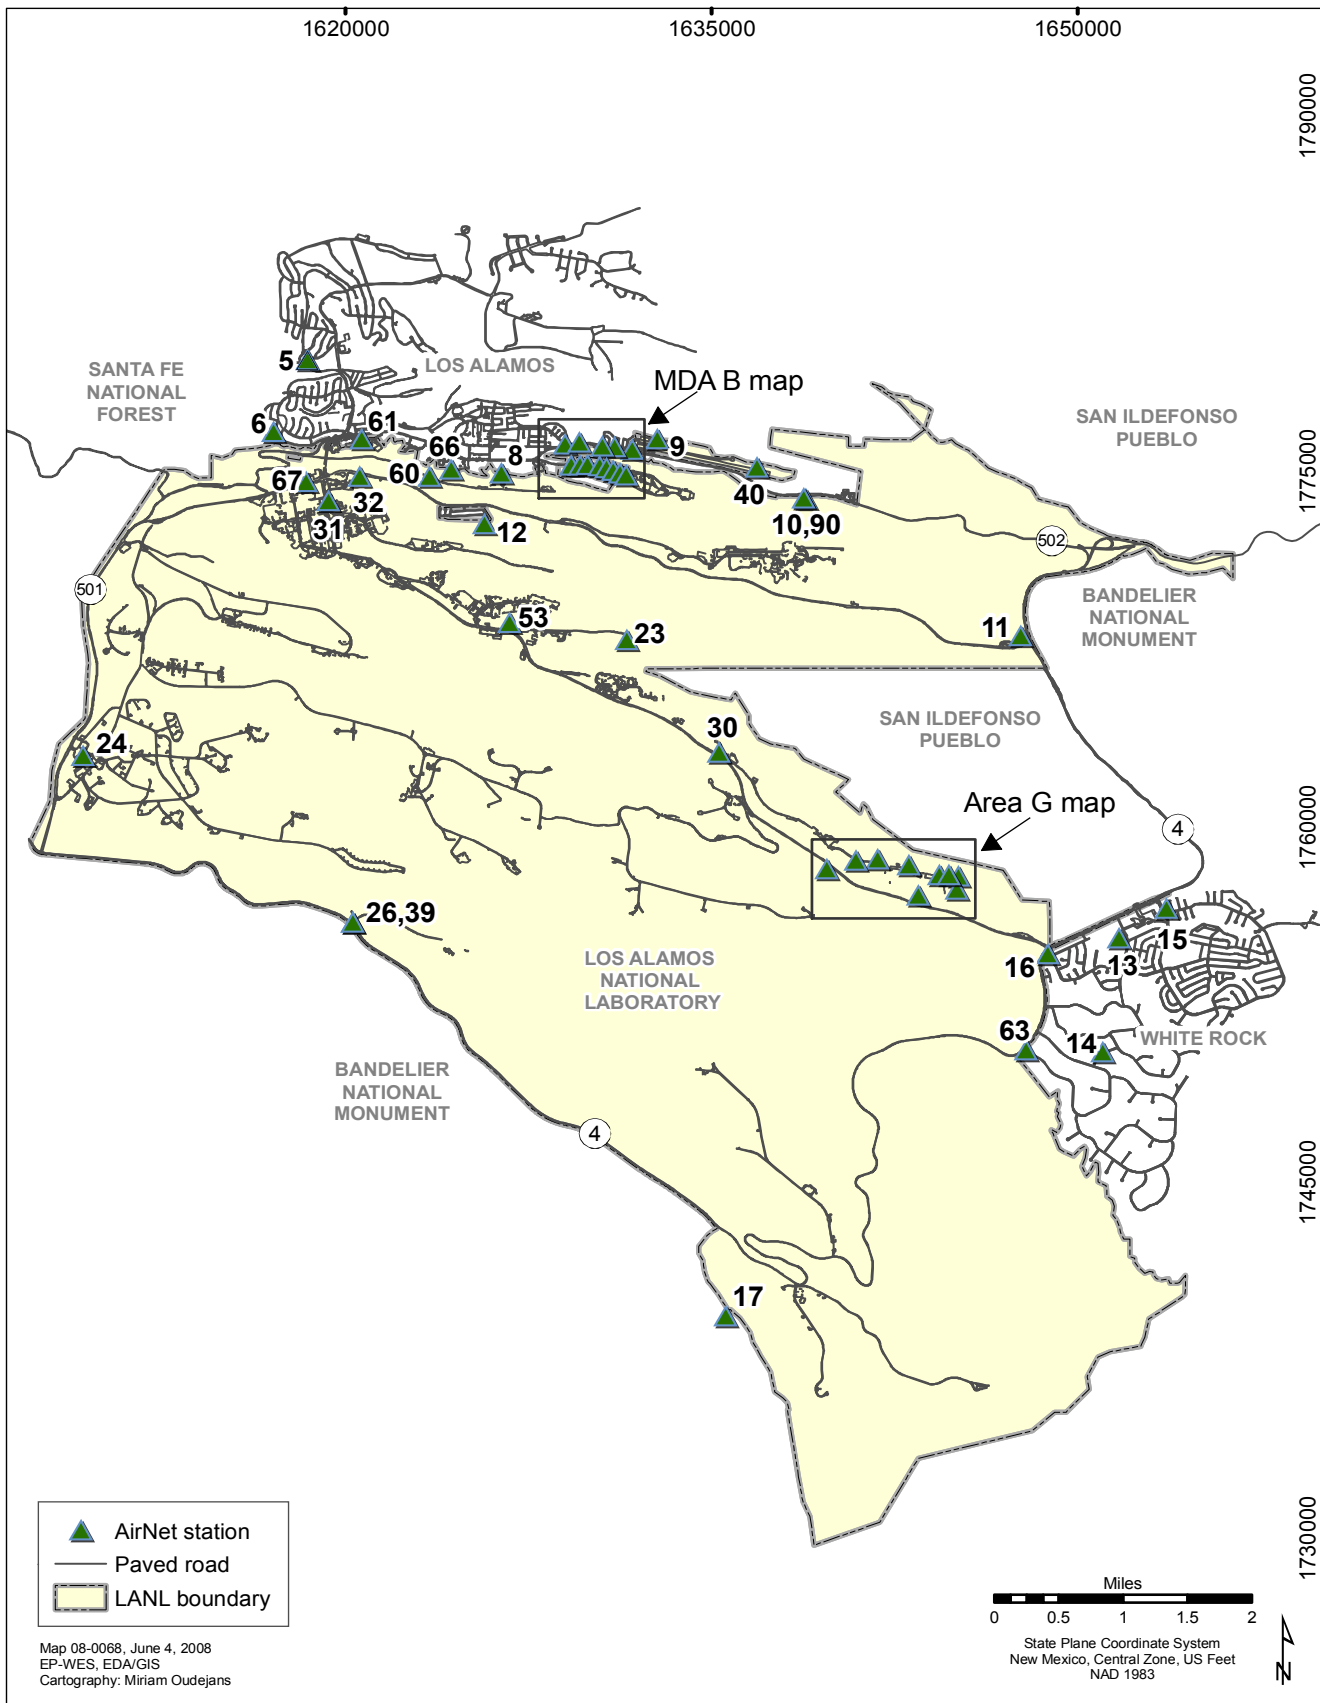 1620000
1635000
1650000
1790000
LOS ALAMOS
SANTA FE
NATIONAL
FOREST
5
MDA B map
SAN ILDEFONSO
PUEBLO
6
61
66
8
9
1775000
67
32
60
40
31
12
10,90
502
501
BANDELIER
NATIONAL
MONUMENT
53
23
11
SAN ILDEFONSO
PUEBLO
30
24
Area G map
4
1760000
26,39
LOS ALAMOS
NATIONAL
LABORATORY
16
13
15
63
14
WHITE ROCK
BANDELIER
NATIONAL
MONUMENT
4
1745000
17
1730000
AirNet station
Paved road
LANL boundary
Map 08-0068, June 4, 2008
EP-WES, EDA/GIS
Cartography: Miriam Oudejans
Miles
0 0.5 1 1.5 2
State Plane Coordinate System
New Mexico, Central Zone, US Feet
NAD 1983
N